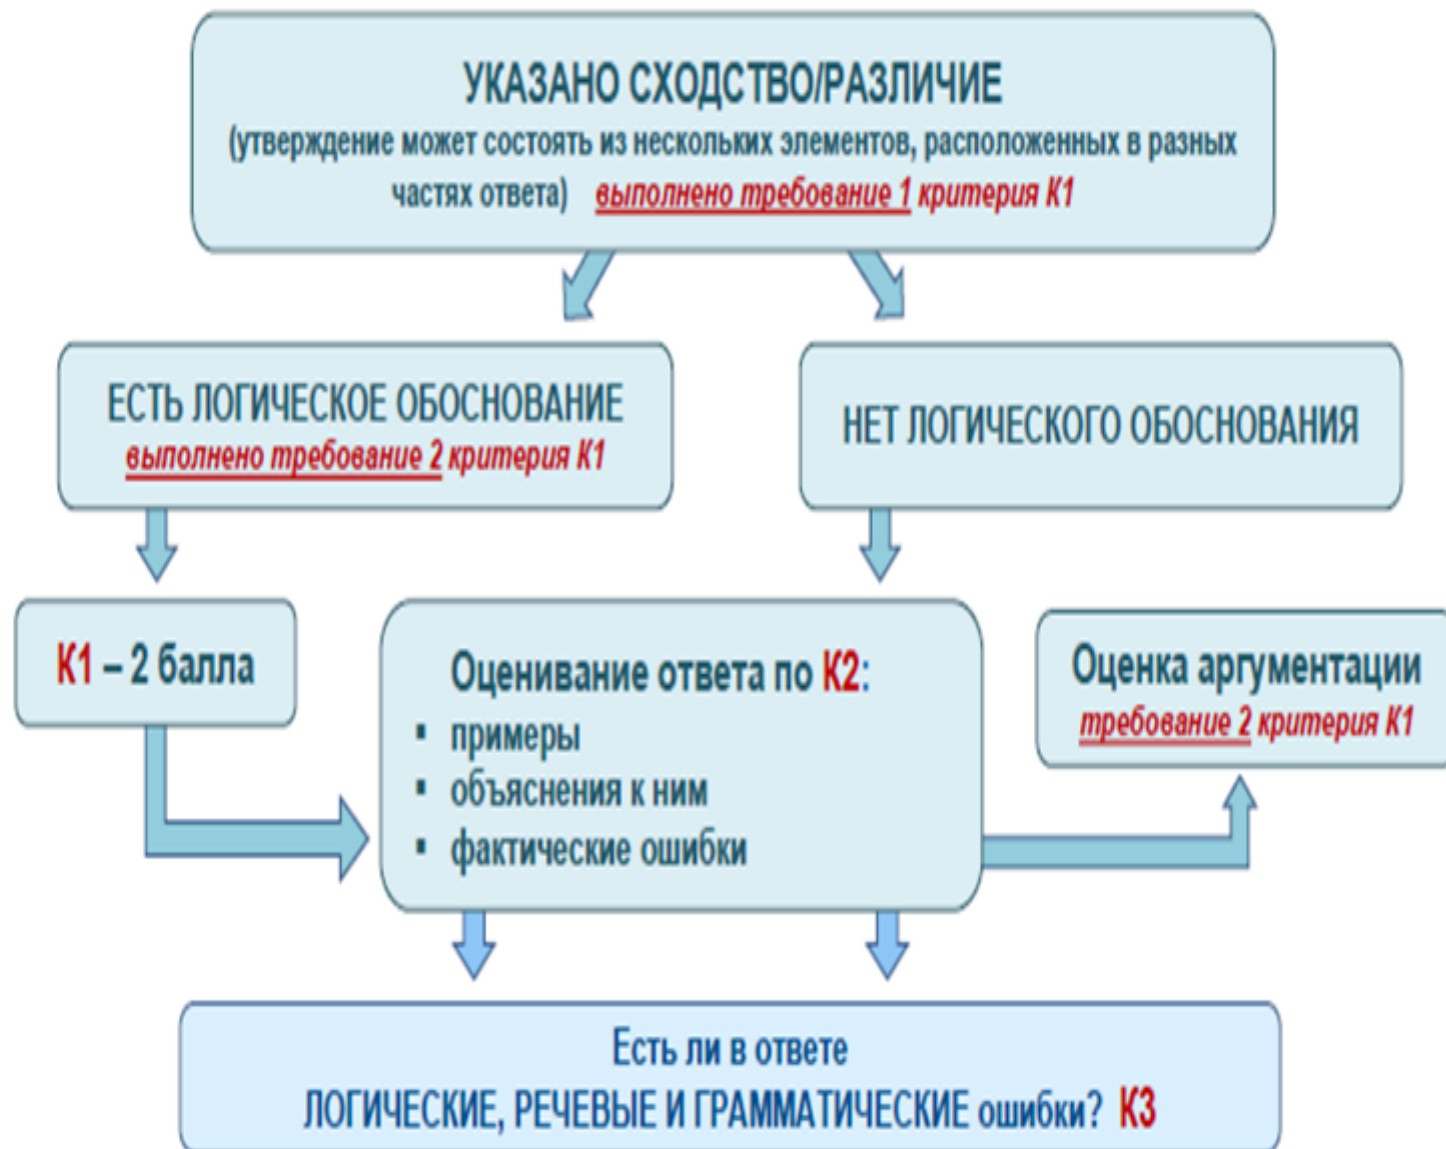 УКАЗАНО СХОДСТВО/РАЗЛИЧИЕ
(утверждение может состоять из нескольких элементов, расположенных в разных
частях ответа) выполнено требование 1 критерия К1
ЕСТЬ ЛОГИЧЕСКОЕ ОБОСНОВАНИЕ
выполнено требование 2 критерия К1
НЕТ ЛОГИЧЕСКОГО ОБОСНОВАНИЯ
К1 – 2 балла
Оценивание ответа по К2:
▪ примеры
▪ объяснения к ним
▪ фактические ошибки
Оценка аргументации
требование 2 критерия К1
Есть ли в ответе
ЛОГИЧЕСКИЕ, РЕЧЕВЫЕ И ГРАММАТИЧЕСКИЕ ошибки? К3